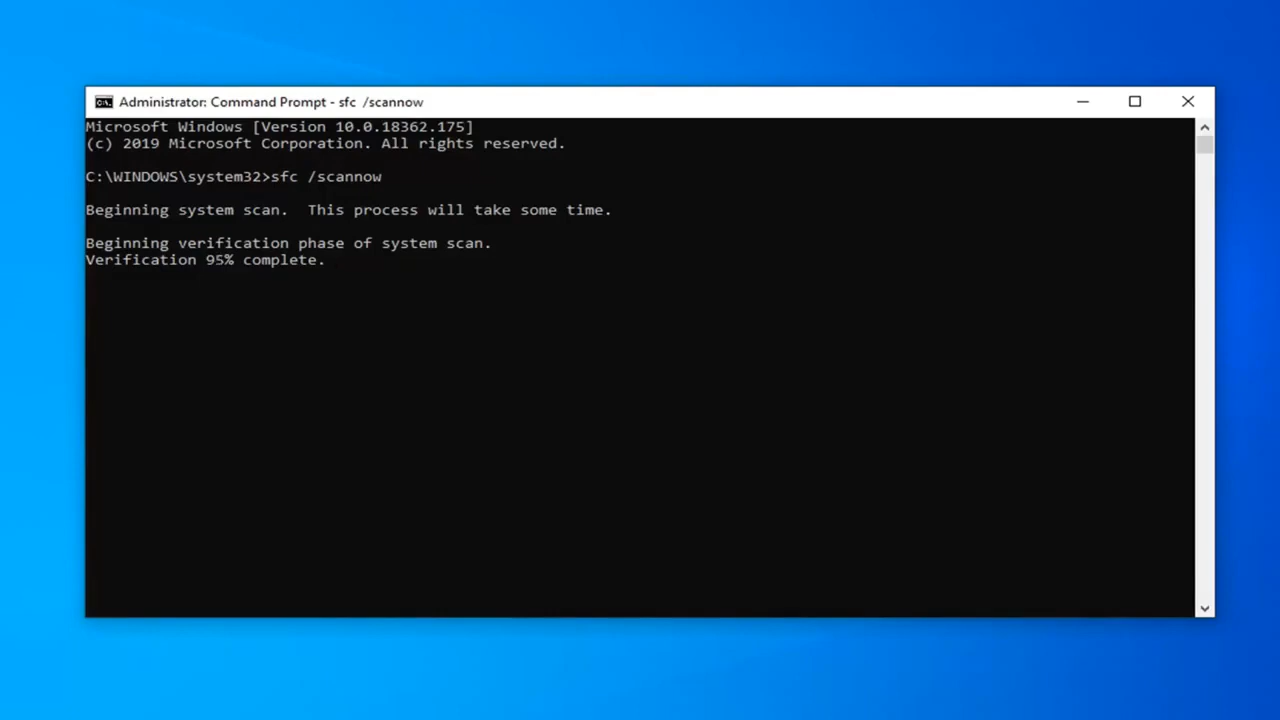 Administrator: Command Prompt - sfc  /scannow
Microsoft Windows [Version 10.0.18362.175]
(c) 2019 Microsoft Corporation. All rights reserved.
C:\WINDOWS\system32>sfc /scannow
Beginning system scan.  This process will take some time.
Beginning verification phase of system scan.
Verification 95% complete.